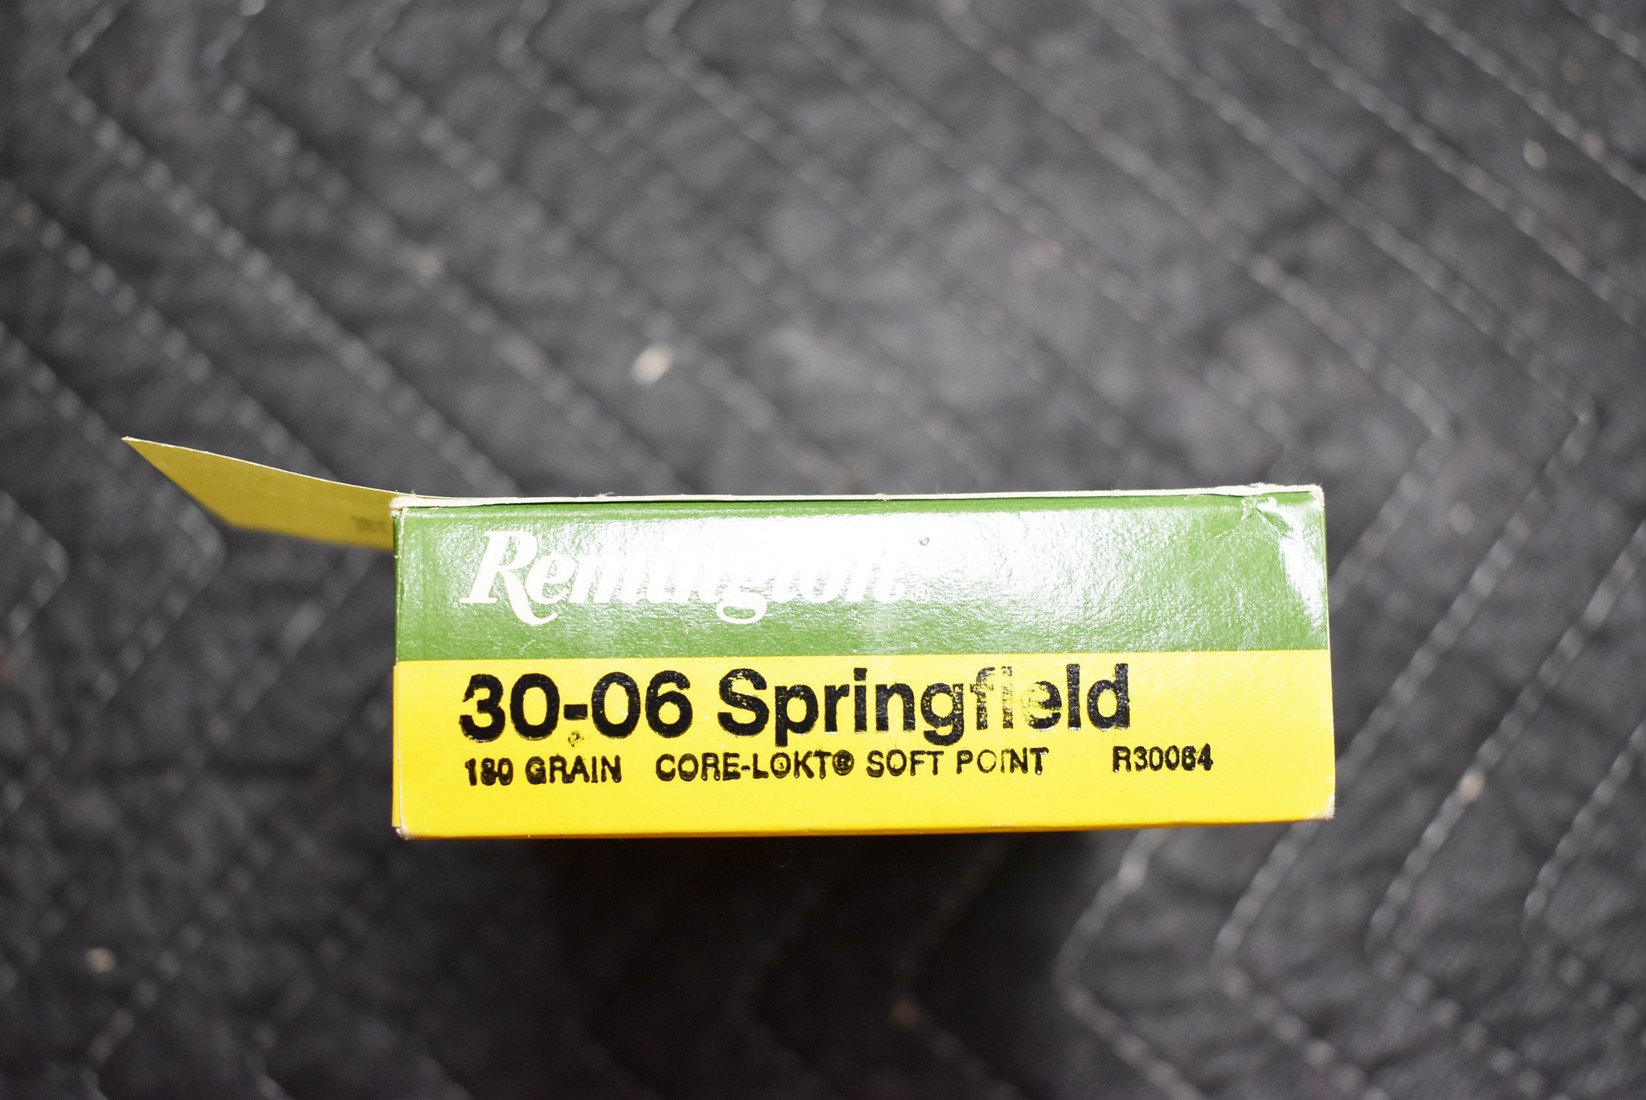 Remington®
30-06 Springfield
180 GRAIN CORE-LOKT® SOFT POINT R30064